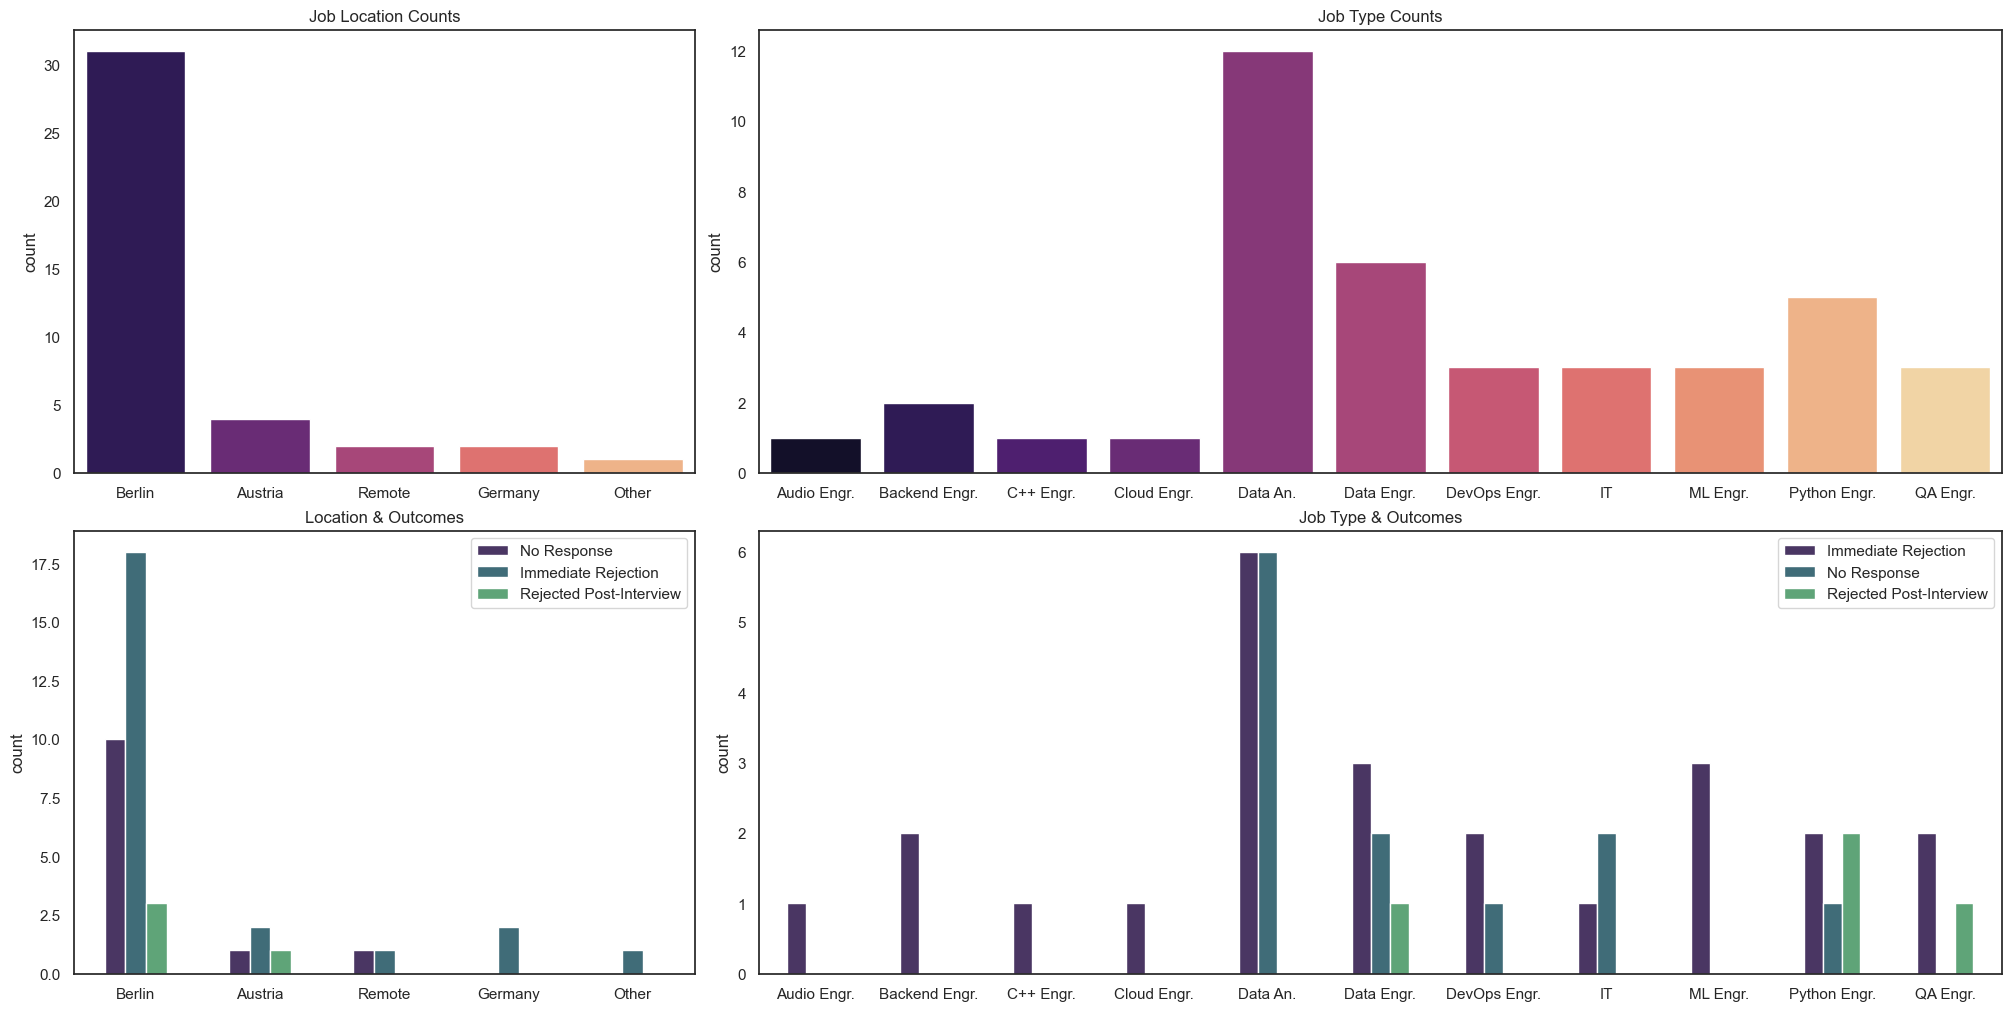 Job Location Counts
count
30
25
20
15
10
5
0
Berlin Austria Remote Germany Other
Job Type Counts
count
12
10
8
6
4
2
0
Audio Engr. Backend Engr. C++ Engr. Cloud Engr. Data An. Data Engr. DevOps Engr. IT ML Engr. Python Engr. QA Engr.
Location & Outcomes
No Response
Immediate Rejection
Rejected Post-Interview
count
17.5
15.0
12.5
10.0
7.5
5.0
2.5
0.0
Berlin Austria Remote Germany Other
Job Type & Outcomes
Immediate Rejection
No Response
Rejected Post-Interview
count
6
5
4
3
2
1
0
Audio Engr. Backend Engr. C++ Engr. Cloud Engr. Data An. Data Engr. DevOps Engr. IT ML Engr. Python Engr. QA Engr.